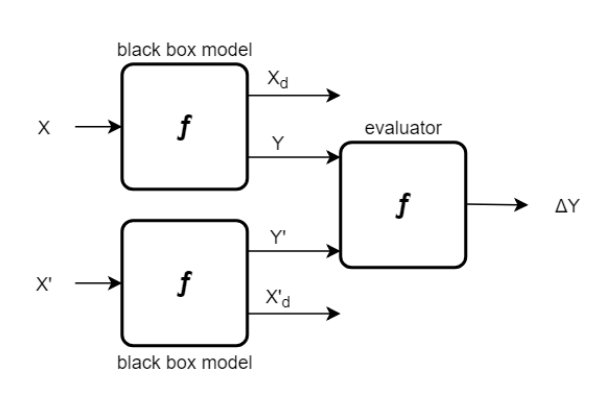 black box model
X
f
X_d
Y
evaluator
f
ΔY
X'
f
Y'
X'_d
black box model